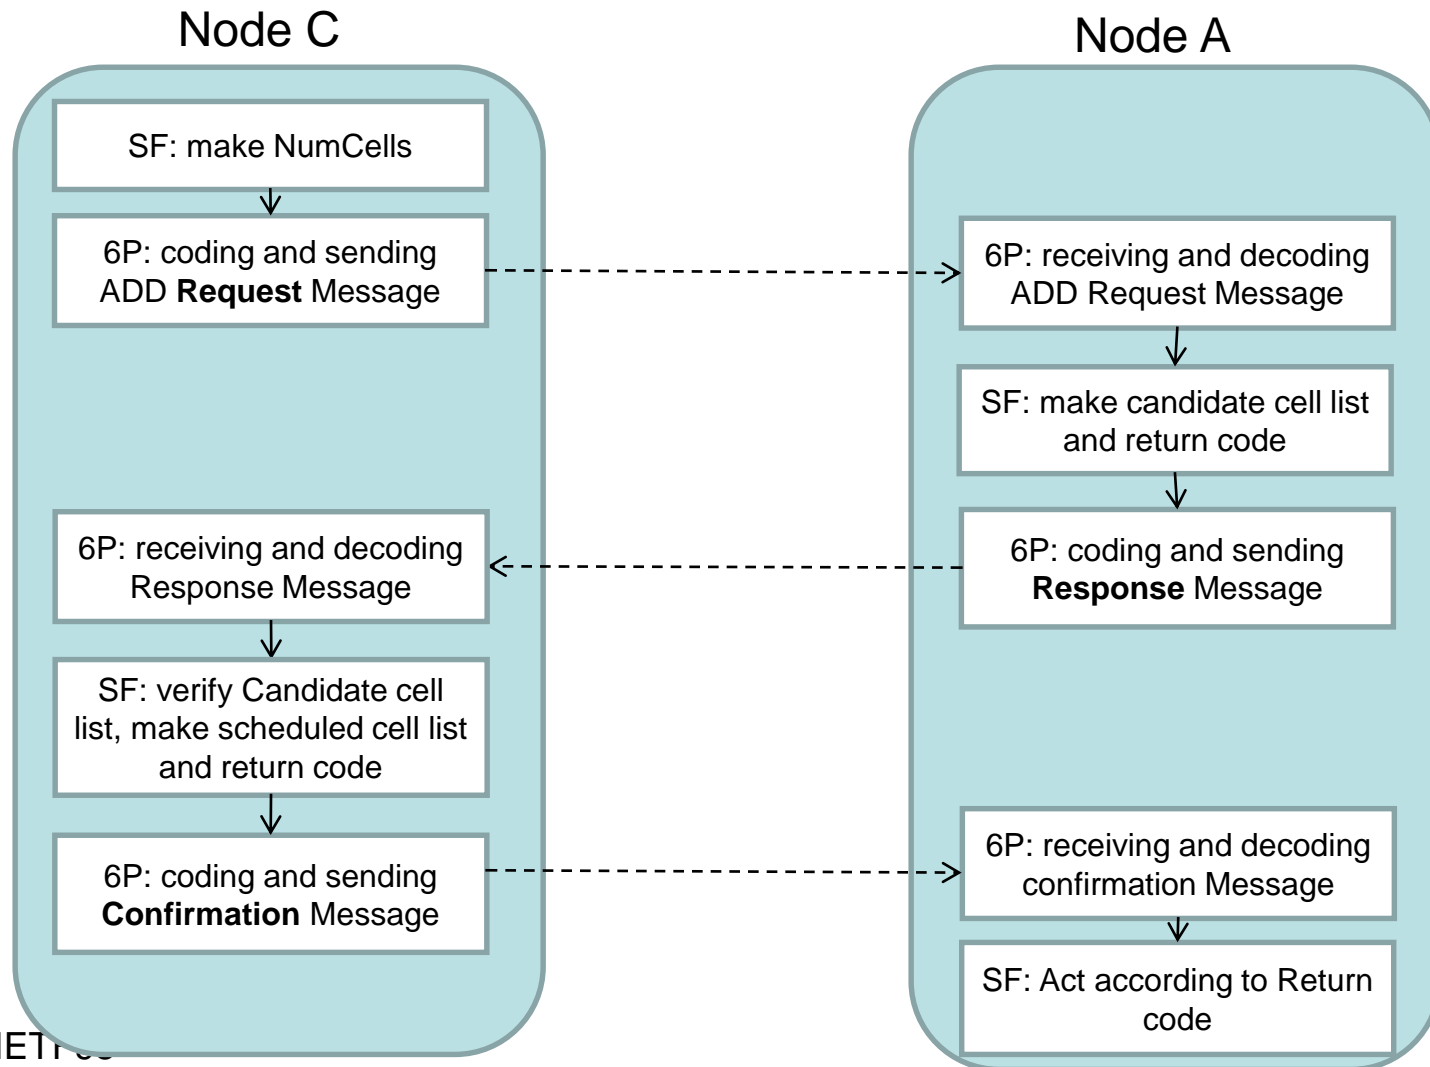 Node C
SF: make NumCells
6P: coding and sending
ADD Request Message
6P: receiving and decoding
Response Message
SF: verify Candidate cell
list, make scheduled cell list
and return code
6P: coding and sending
Confirmation Message
Node A
6P: receiving and decoding
ADD Request Message
SF: make candidate cell list
and return code
6P: coding and sending
Response Message
6P: receiving and decoding
confirmation Message
SF: Act according to Return
code